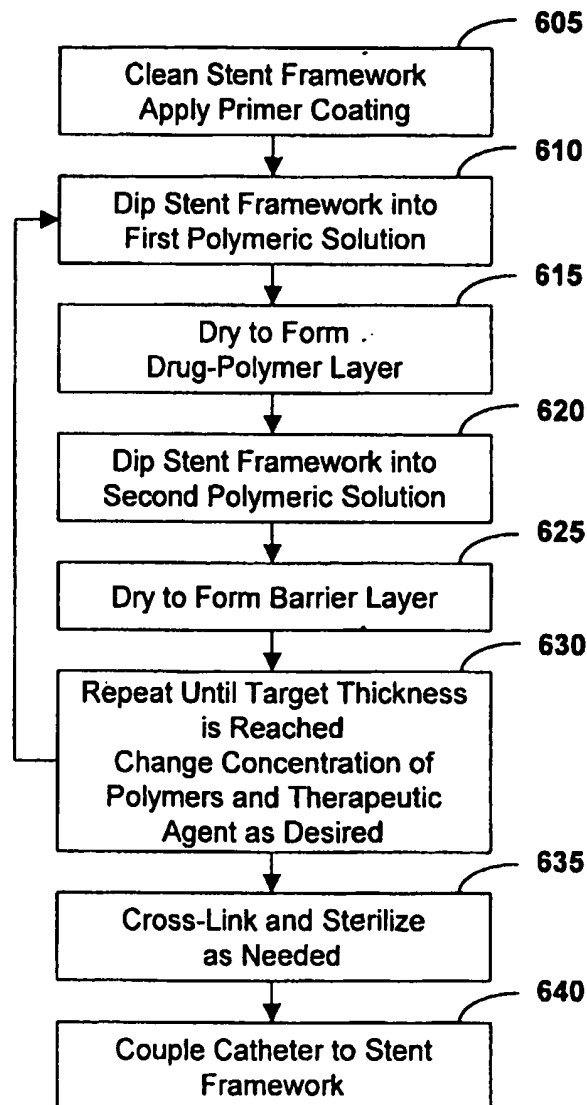 605
Clean Stent Framework
Apply Primer Coating
610
Dip Stent Framework into
First Polymeric Solution
615
Dry to Form
Drug-Polymer Layer
620
Dip Stent Framework into
Second Polymeric Solution
625
Dry to Form Barrier Layer
630
Repeat Until Target Thickness
is Reached
Change Concentration of
Polymers and Therapeutic
Agent as Desired
635
Cross-Link and Sterilize
as Needed
640
Couple Catheter to Stent
Framework